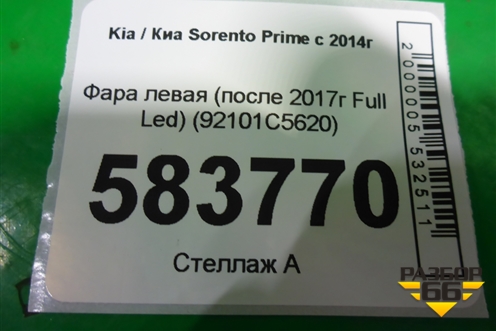 Kia / Киа Sorento Prime с 2014г
Фара левая (после 2017г Full
Led) (92101C5620)
583770
Стеллаж А
2000005532511
РАЗБОР
66